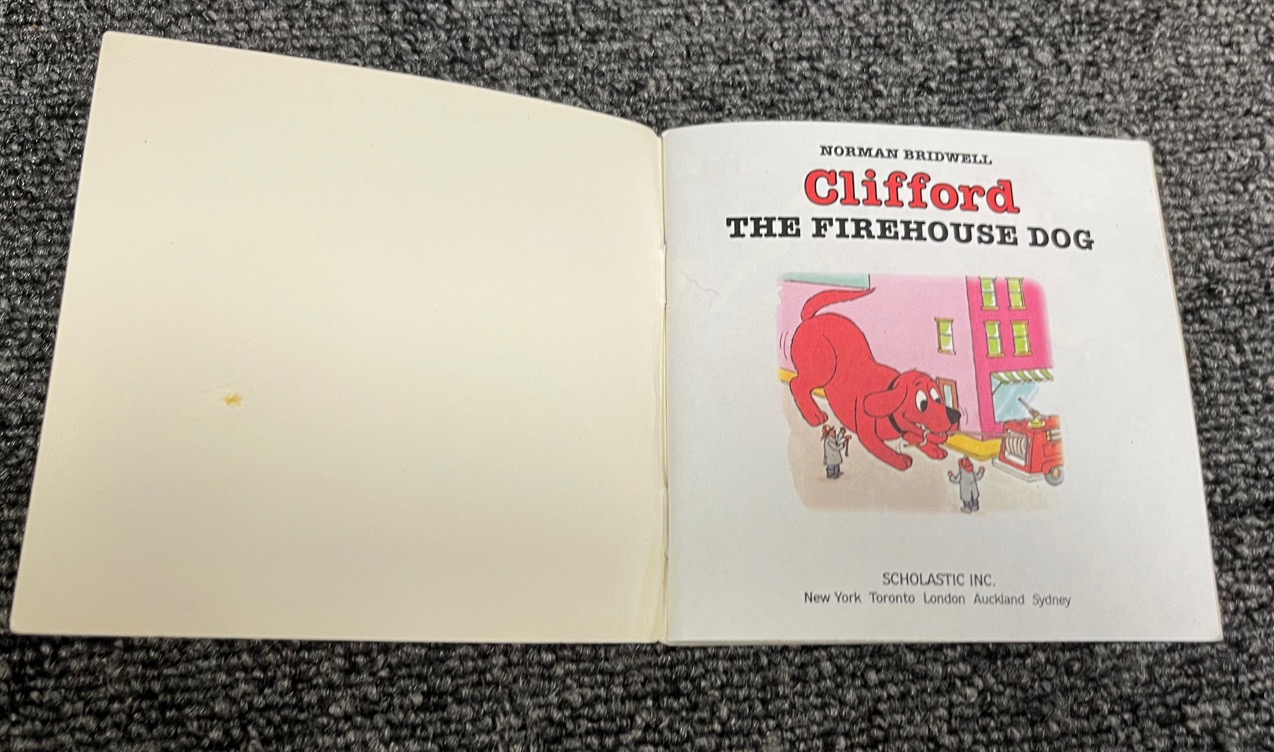 NORMAN BRIDWELL
Clifford
THE FIREHOUSE DOG
SCHOLASTIC INC.
New York Toronto London Auckland Sydney